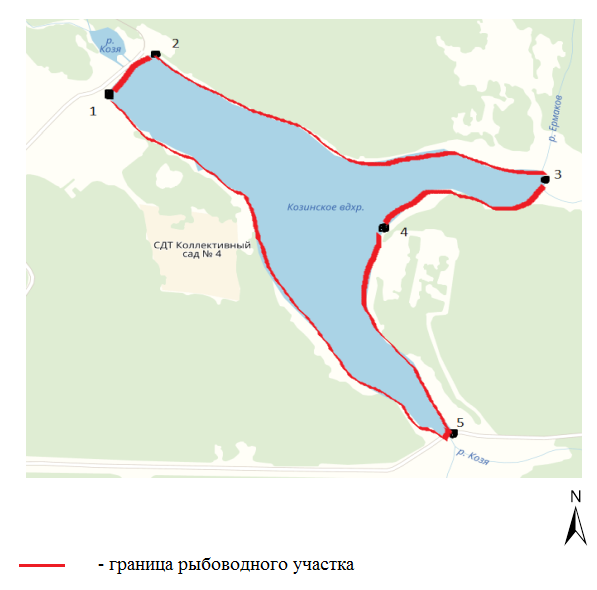 р.
Козя
2
1
р. Ермаков
3
Козинское вдхр.
4
СДТ Коллективный
сад № 4
5
р. Козя
N
- граница рыбоводного участка